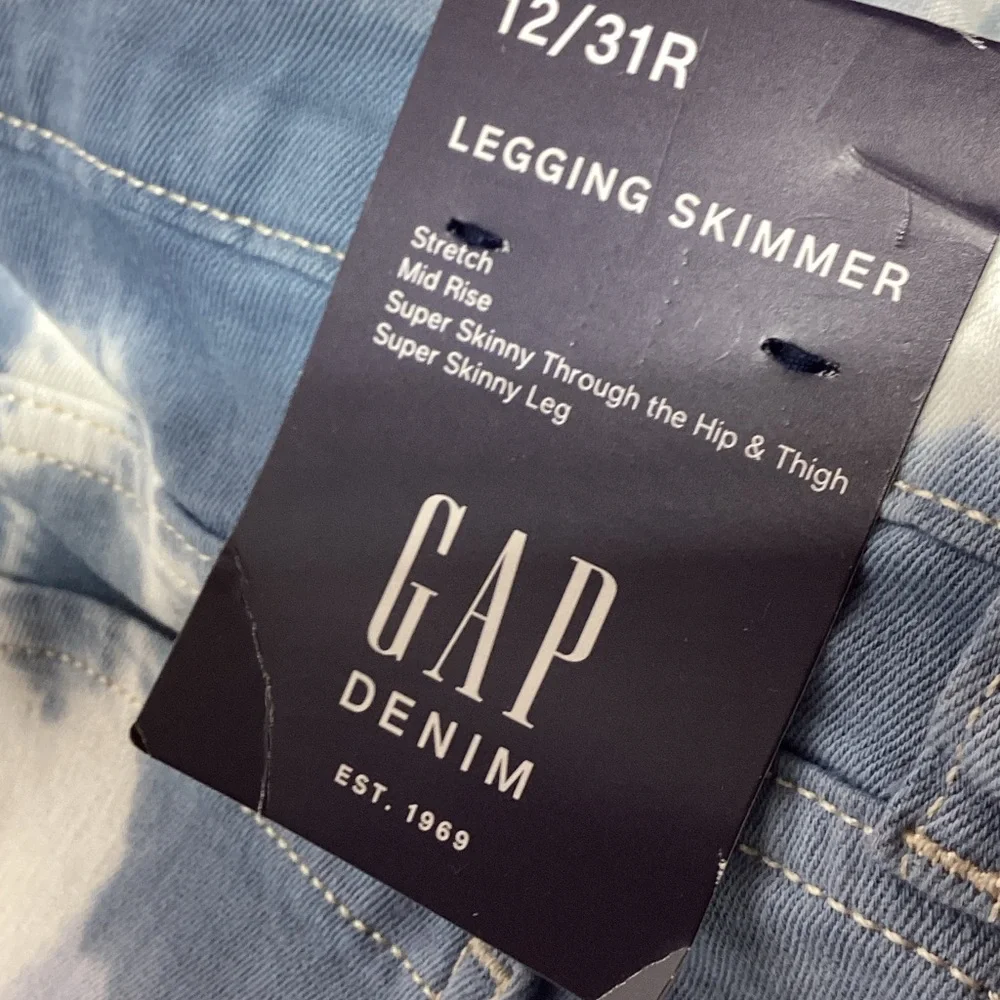 12/31R
LEGGING SKIMMER
Stretch
Mid Rise
Super Skinny Through the Hip & Thigh
Super Skinny Leg
GAP
DENIM
EST. 1969